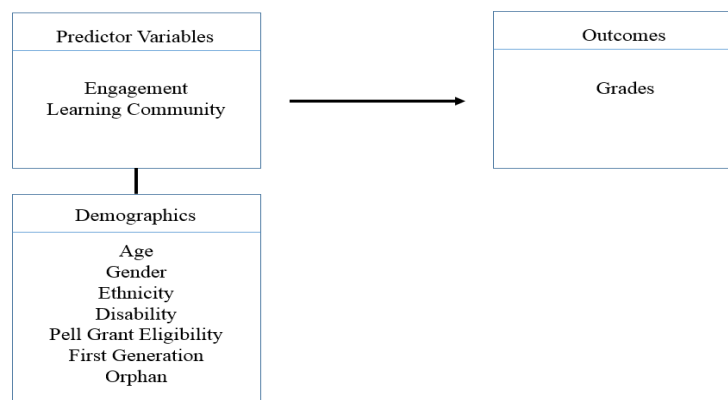 Predictor Variables
Engagement
Learning Community
Outcomes
Grades
Demographics
Age
Gender
Ethnicity
Disability
Pell Grant Eligibility
First Generation
Orphan